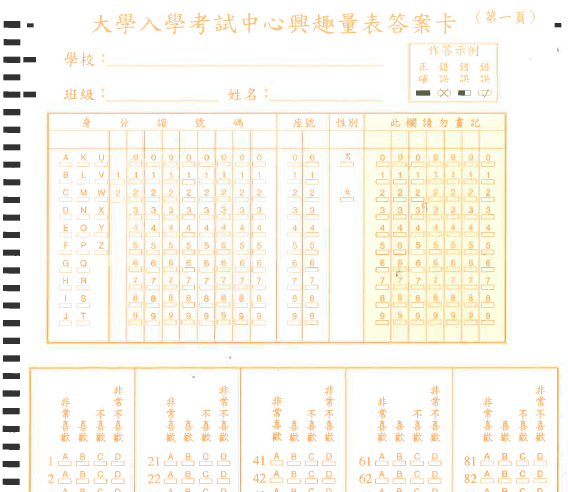 大學入學考試中心興趣量表答案卡 (第一頁)
學校:
班級: 姓名:
作答示例
正確 錯誤 錯誤 錯誤
身分證號碼 座號 性別 此欄請勿畫記
A K U 0 0 0 0 0 0 0 0 0 0 男 0 0 0 0 0 0 0
B L V 1 1 1 1 1 1 1 1 1 1 1 1 1 1 1 1 1 1
C M W 2 2 2 2 2 2 2 2 2 2 2 女 2 2 2 2 2 2 2
D N X 3 3 3 3 3 3 3 3 3 3 3 3 3 3 3 3 3
E O Y 4 4 4 4 4 4 4 4 4 4 4 4 4 4 4 4 4
F P Z 5 5 5 5 5 5 5 5 5 5 5 5 5 5 5 5 5
G Q 6 6 6 6 6 6 6 6 6 6 6 6 6 6 6 6 6
H R 7 7 7 7 7 7 7 7 7 7 7 7 7 7 7 7 7
I S 8 8 8 8 8 8 8 8 8 8 8 8 8 8 8 8 8
J T 9 9 9 9 9 9 9 9 9 9 9 9 9 9 9 9 9
非常喜歡 喜歡 不喜歡 非常不喜歡 非常喜歡 喜歡 不喜歡 非常不喜歡 非常喜歡 喜歡 不喜歡 非常不喜歡 非常喜歡 喜歡 不喜歡 非常不喜歡 非常喜歡 喜歡 不喜歡 非常不喜歡
1 A B C D 21 A B C D 41 A B C D 61 A B C D 81 A B C D
2 A B C D 22 A B C D 42 A B C D 62 A B C D 82 A B C D